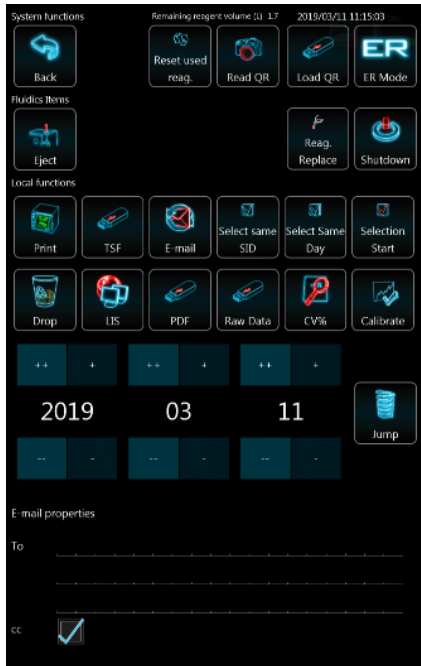 System functions Remaining reagent volume (L) 1.7 2019/03/11 11:15:03
Back
Reset used reag.
Read QR
Load QR
ER
ER Mode
Fluidics Items
Eject
Reag. Replace
Shutdown
Local functions
Print
TSF
E-mail
Select same SID
Select Same Day
Selection Start
Drop
LIS
PDF
Raw Data
CV%
Calibrate
++ + ++ + ++ +
2019 03 11
Jump
-- - -- - -- -
E-mail properties
To
cc